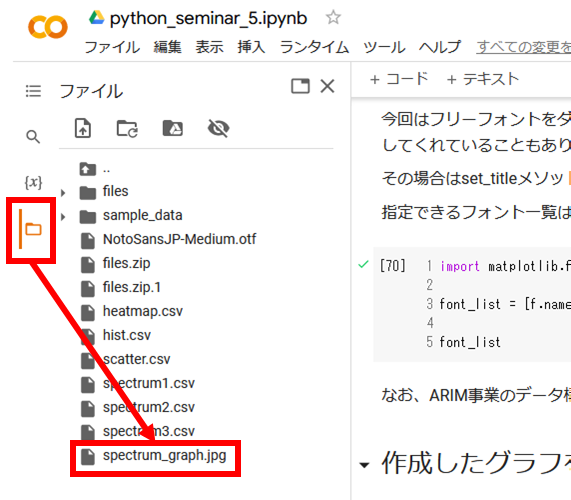 python_seminar_5.ipynb
ファイル 編集 表示 挿入 ランタイム ツール ヘルプ すべての変更を
ファイル
+ コード + テキスト
{x}
..
files
sample_data
NotoSansJP-Medium.otf
files.zip
files.zip.1
heatmap.csv
hist.csv
scatter.csv
spectrum1.csv
spectrum2.csv
spectrum3.csv
spectrum_graph.jpg
今回はフリーフォントをダ
してくれていることもあり
その場合はset_titleメソッ
指定できるフォント一覧は
[70] 1 import matplotlib.f
2
3 font_list = [f.name
4
5 font_list
なお、ARIM事業のデータ構
作成したグラフを